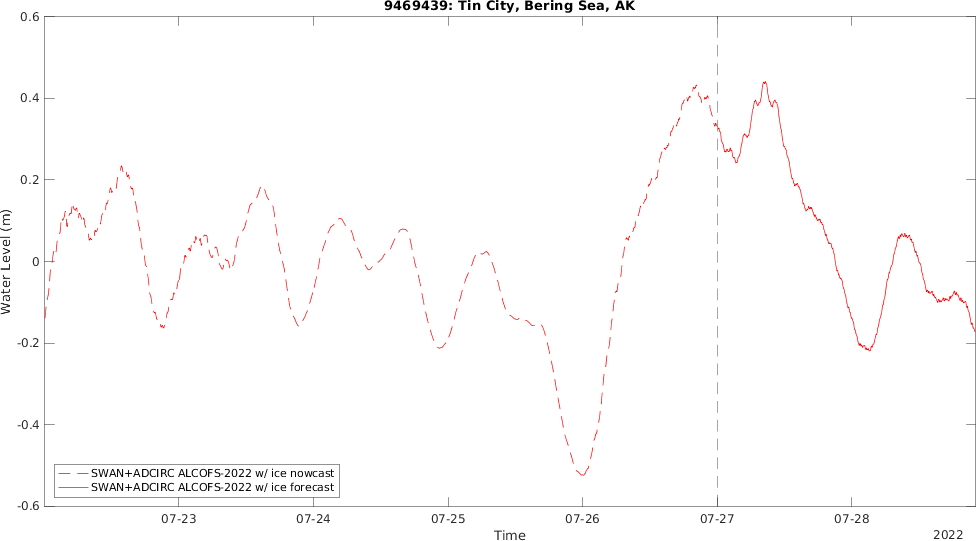 9469439: Tin City, Bering Sea, AK
0.6
0.4
0.2
0
-0.2
-0.4
-0.6
Water Level (m)
SWAN+ADCIRC ALCOFS-2022 w/ ice nowcast
SWAN+ADCIRC ALCOFS-2022 w/ ice forecast
07-23
07-24
07-25
07-26
07-27
07-28
Time
2022